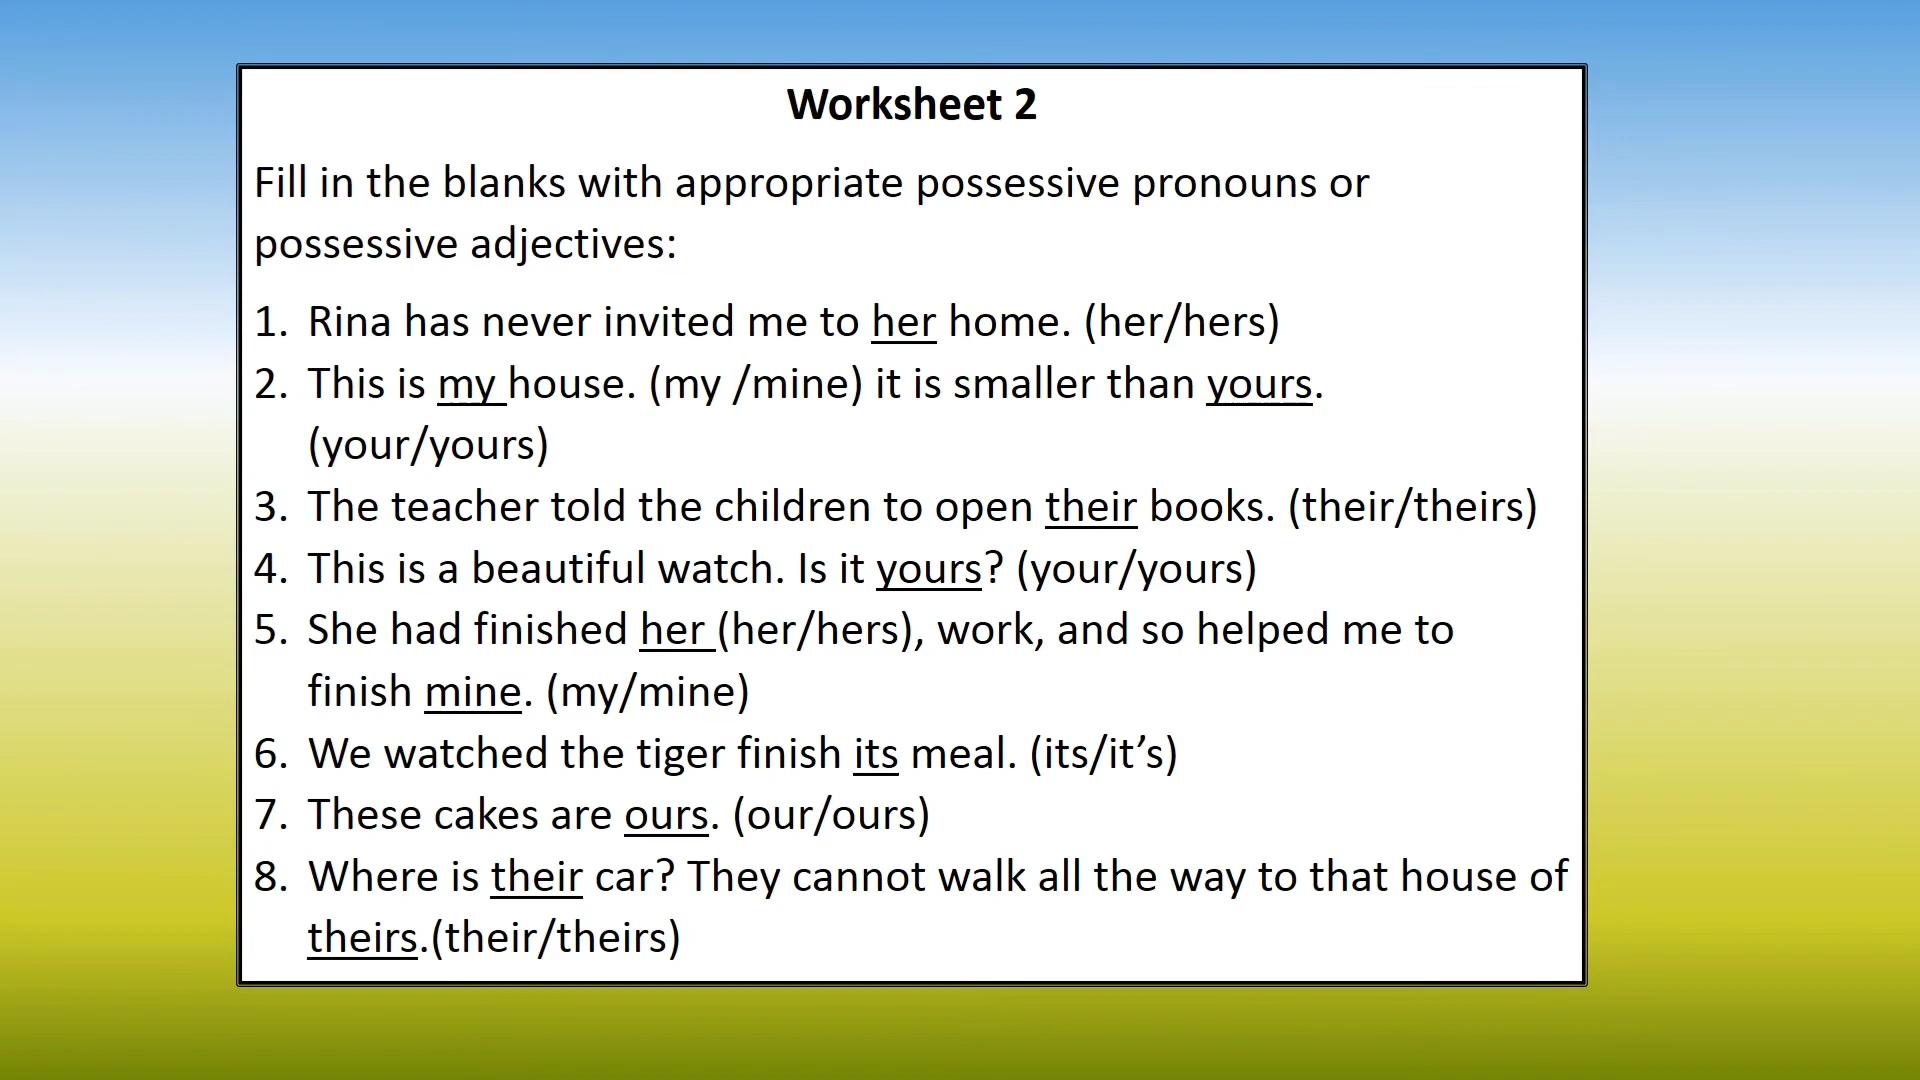 Worksheet 2
Fill in the blanks with appropriate possessive pronouns or
possessive adjectives:
1. Rina has never invited me to her home. (her/hers)
2. This is my house. (my /mine) it is smaller than yours.
(your/yours)
3. The teacher told the children to open their books. (their/theirs)
4. This is a beautiful watch. Is it yours? (your/yours)
5. She had finished her (her/hers), work, and so helped me to
finish mine. (my/mine)
6. We watched the tiger finish its meal. (its/it’s)
7. These cakes are ours. (our/ours)
8. Where is their car? They cannot walk all the way to that house of
theirs.(their/theirs)